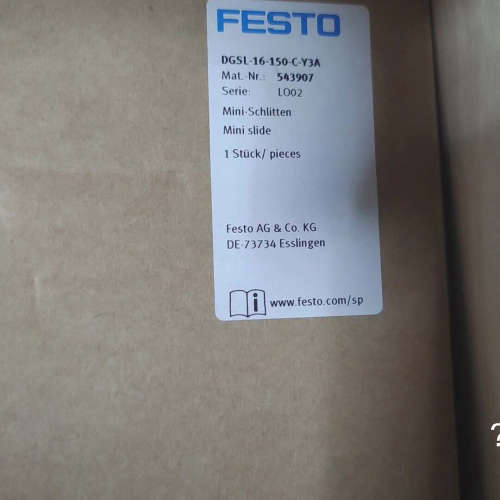 FESTO
DGSL-16-150-C-Y3A
Mat.-Nr.: 543907
Serie: LO02
Mini-Schlitten
Mini slide
1 Stück/ pieces
Festo AG & Co. KG
DE-73734 Esslingen
i www.festo.com/sp
?